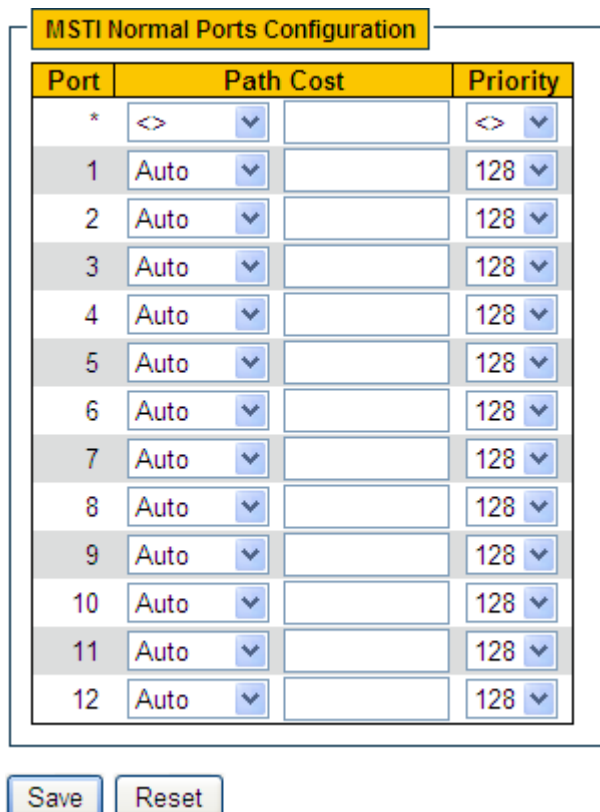 MSTI Normal Ports Configuration
Port Path Cost Priority
* <> <>
1 Auto 128
2 Auto 128
3 Auto 128
4 Auto 128
5 Auto 128
6 Auto 128
7 Auto 128
8 Auto 128
9 Auto 128
10 Auto 128
11 Auto 128
12 Auto 128
Save Reset